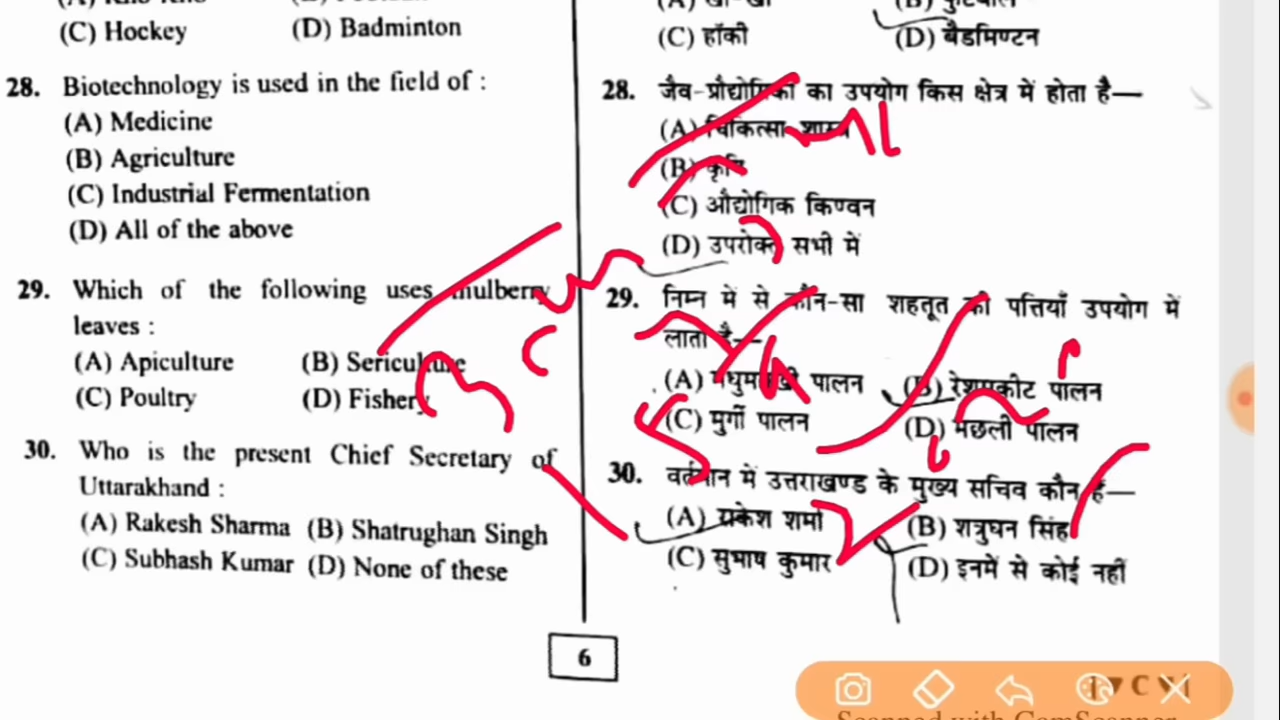 (C) Hockey (D) Badminton
28. Biotechnology is used in the field of :
(A) Medicine
(B) Agriculture
(C) Industrial Fermentation
(D) All of the above
29. Which of the following uses mulberry
leaves :
(A) Apiculture (B) Sericulture
(C) Poultry (D) Fishery
30. Who is the present Chief Secretary of
Uttarakhand :
(A) Rakesh Sharma (B) Shatrughan Singh
(C) Subhash Kumar (D) None of these
(C) हॉकी (D) बैडमिण्टन
28. जैव-प्रौद्योगिकी का उपयोग किस क्षेत्र में होता है—
(A) चिकित्सा शास्त्र
(B) कृषि
(C) औद्योगिक किण्वन
(D) उपरोक्त सभी में
29. निम्न में से कौन-सा शहतूत की पत्तियाँ उपयोग में
लाता है—
(A) मधुमक्खी पालन (B) रेशमकीट पालन
(C) मुर्गी पालन (D) मछली पालन
30. वर्तमान में उत्तराखण्ड के मुख्य सचिव कौन हैं—
(A) राकेश शर्मा (B) शत्रुघन सिंह
(C) सुभाष कुमार (D) इनमें से कोई नहीं
6